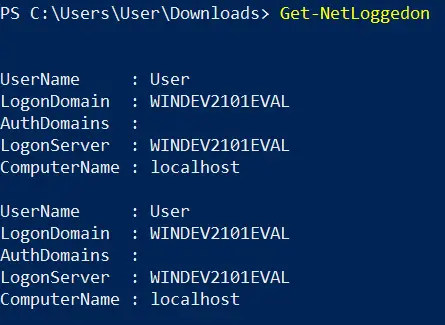 PS C:\Users\User\Downloads> Get-NetLoggedon
UserName : User
LogonDomain : WINDEV2101EVAL
AuthDomains :
LogonServer : WINDEV2101EVAL
ComputerName : localhost
UserName : User
LogonDomain : WINDEV2101EVAL
AuthDomains :
LogonServer : WINDEV2101EVAL
ComputerName : localhost